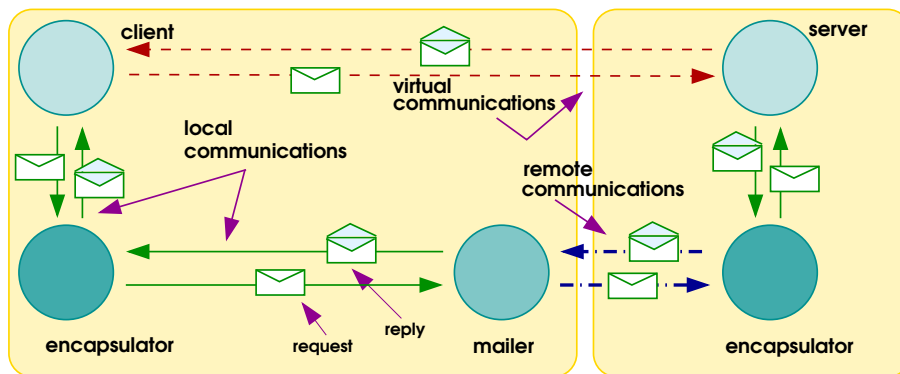 client
server
virtual
communications
local
communications
remote
communications
reply
request
encapsulator
mailer
encapsulator